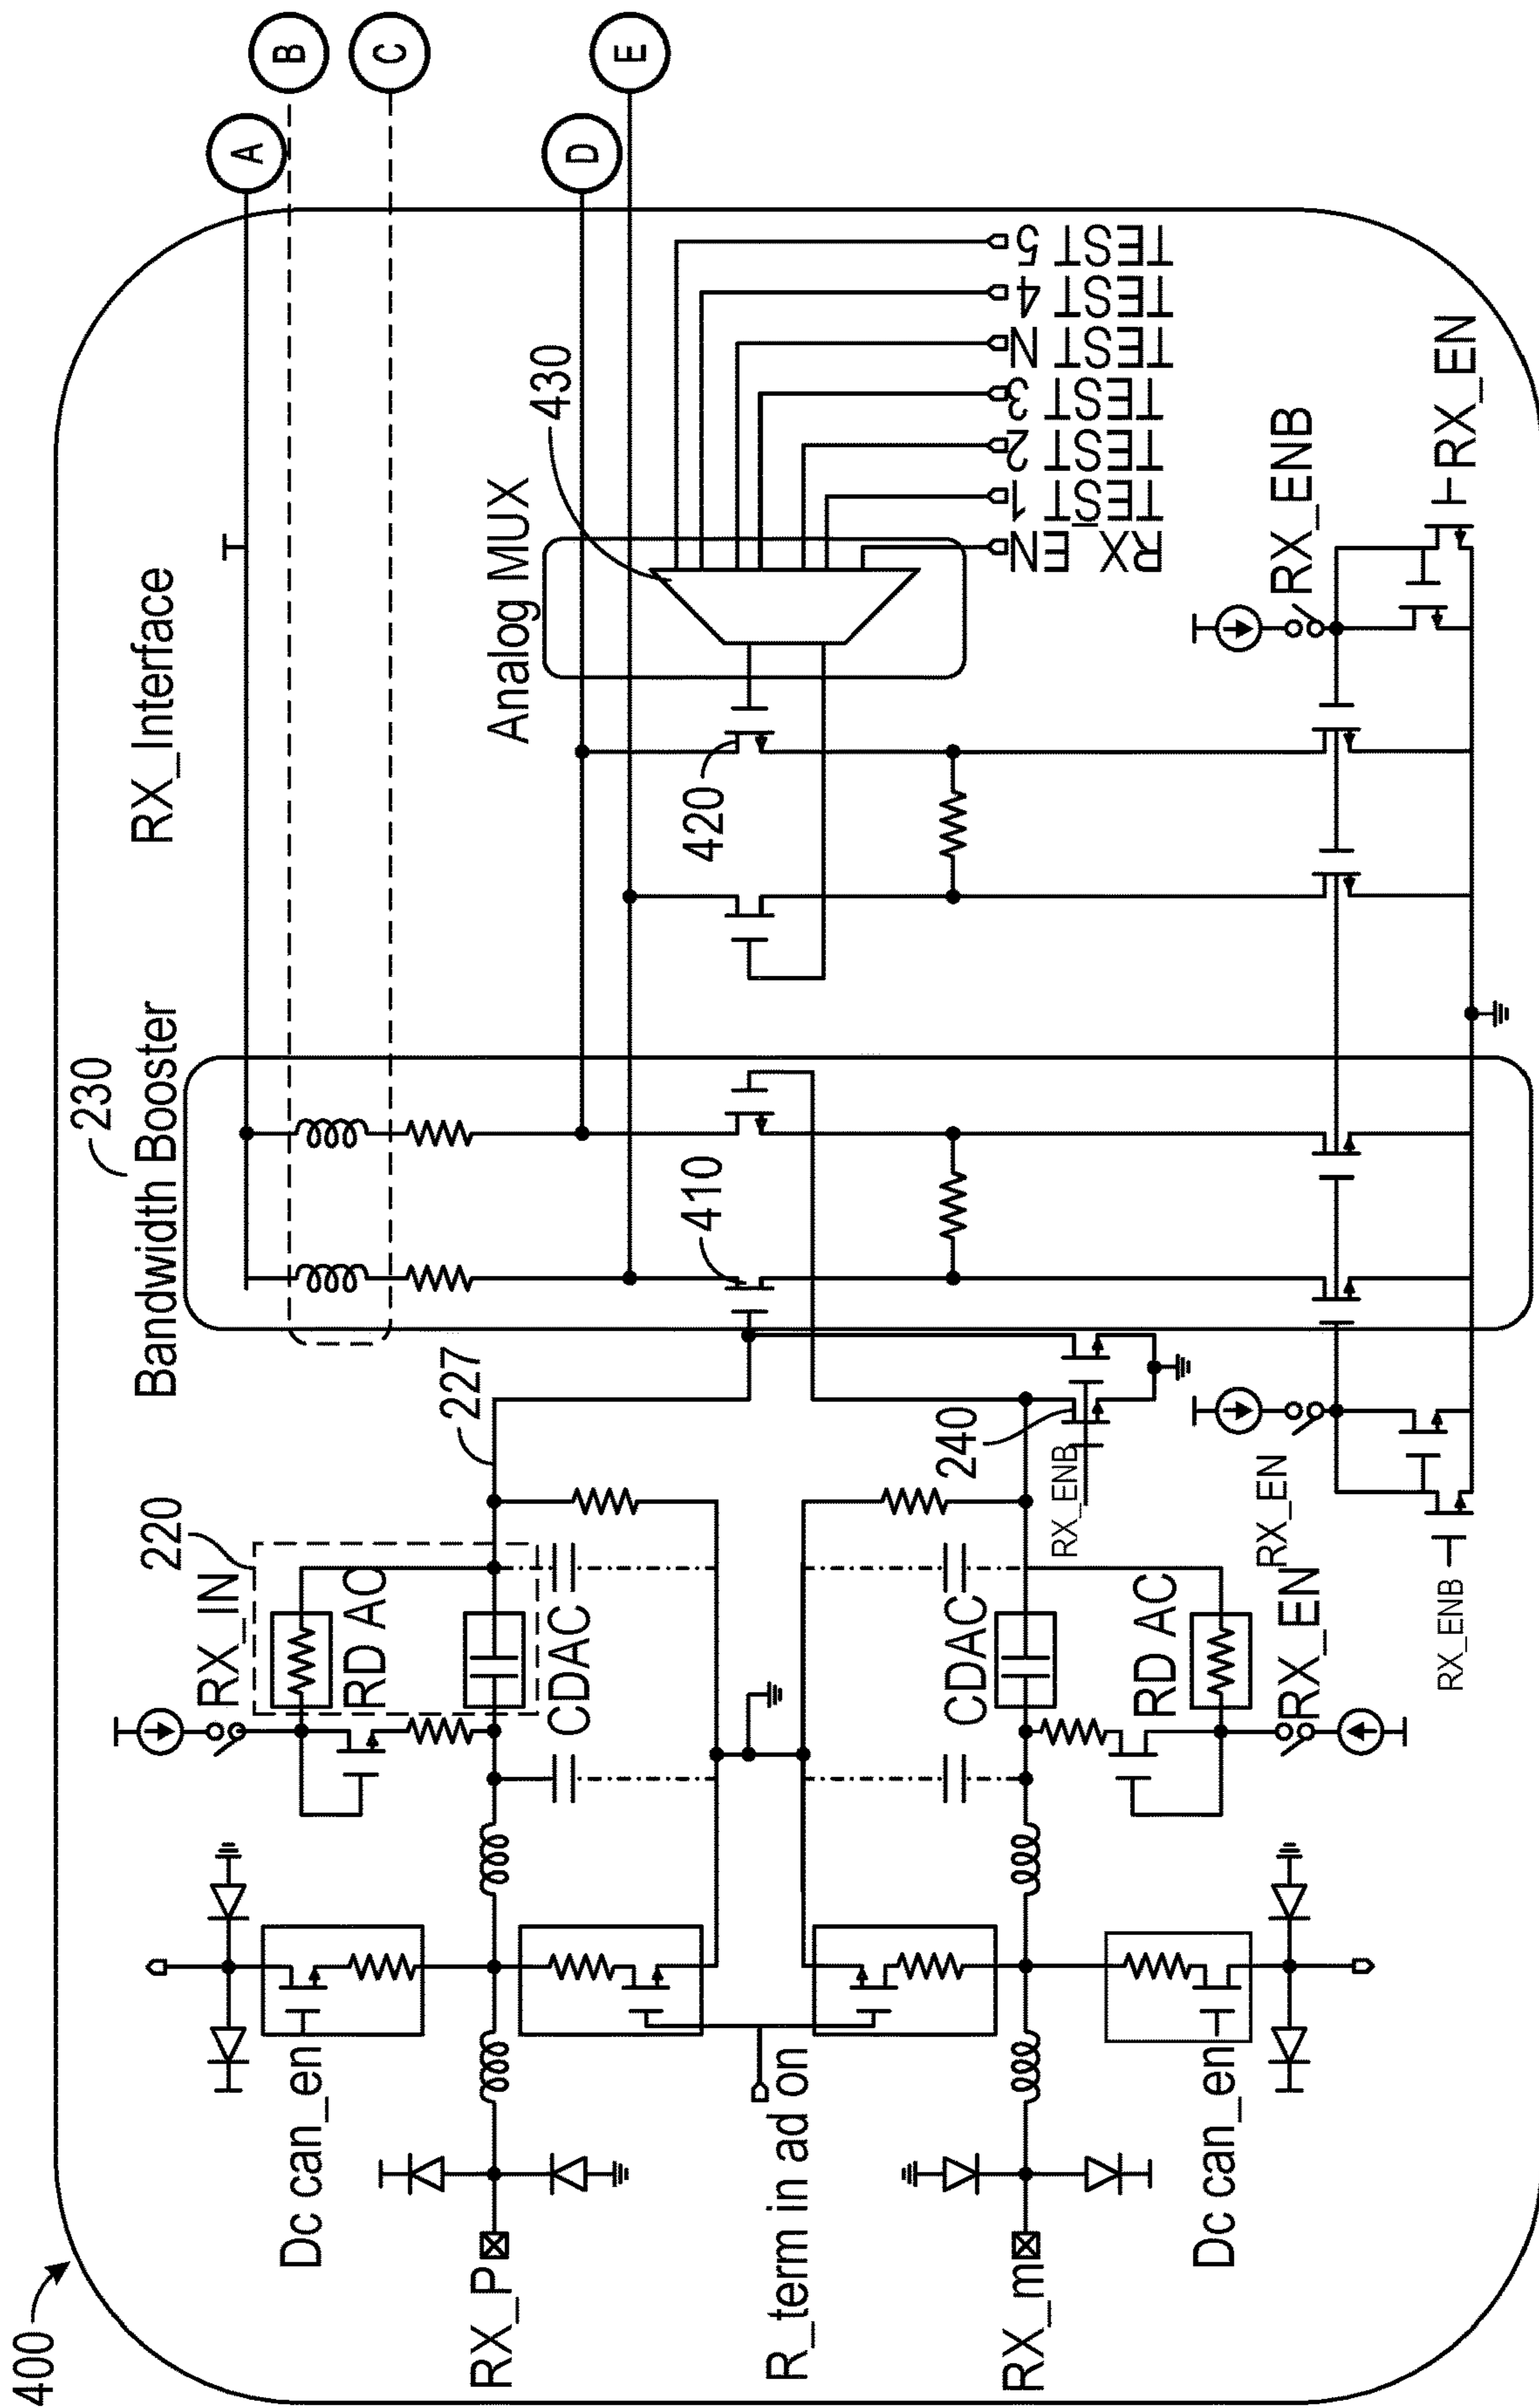 400
RX_Interface
230
Bandwidth Booster
A
B
C
D
E
220
RX_IN
RD AC
227
CDAC
Dc can_en
RX_P
R_term in ad on
RX_m
Dc can_en
CDAC
RD AC
RX_EN
240
RX_ENB
RX_EN
RX_ENB
410
420
Analog MUX
430
RX_EN
TEST 1
TEST 2
TEST 3
TEST N
TEST 4
TEST 5
RX_ENB
RX_EN